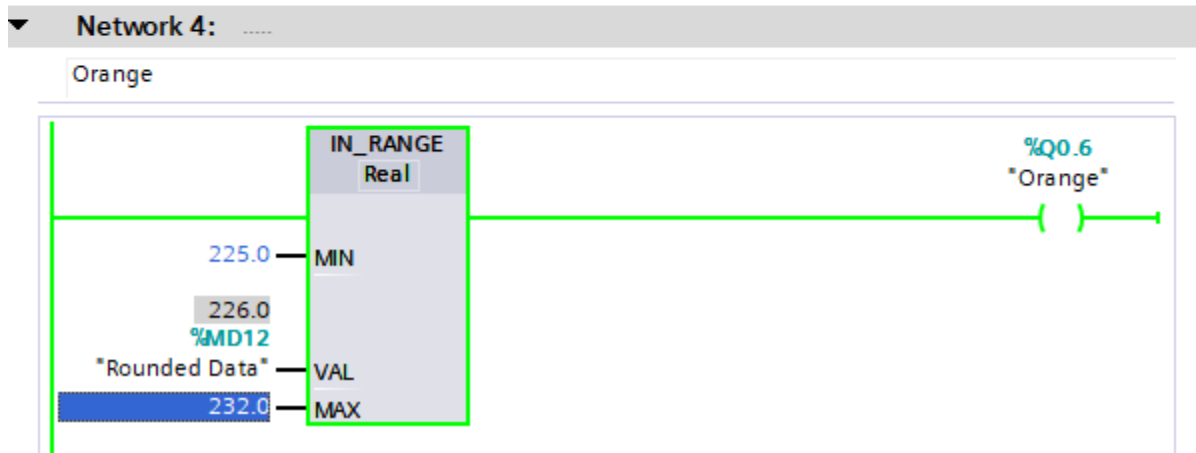 Network 4: .....
Orange
IN_RANGE
Real
%Q0.6
"Orange"
225.0 MIN
226.0
%MD12
"Rounded Data" VAL
232.0 MAX